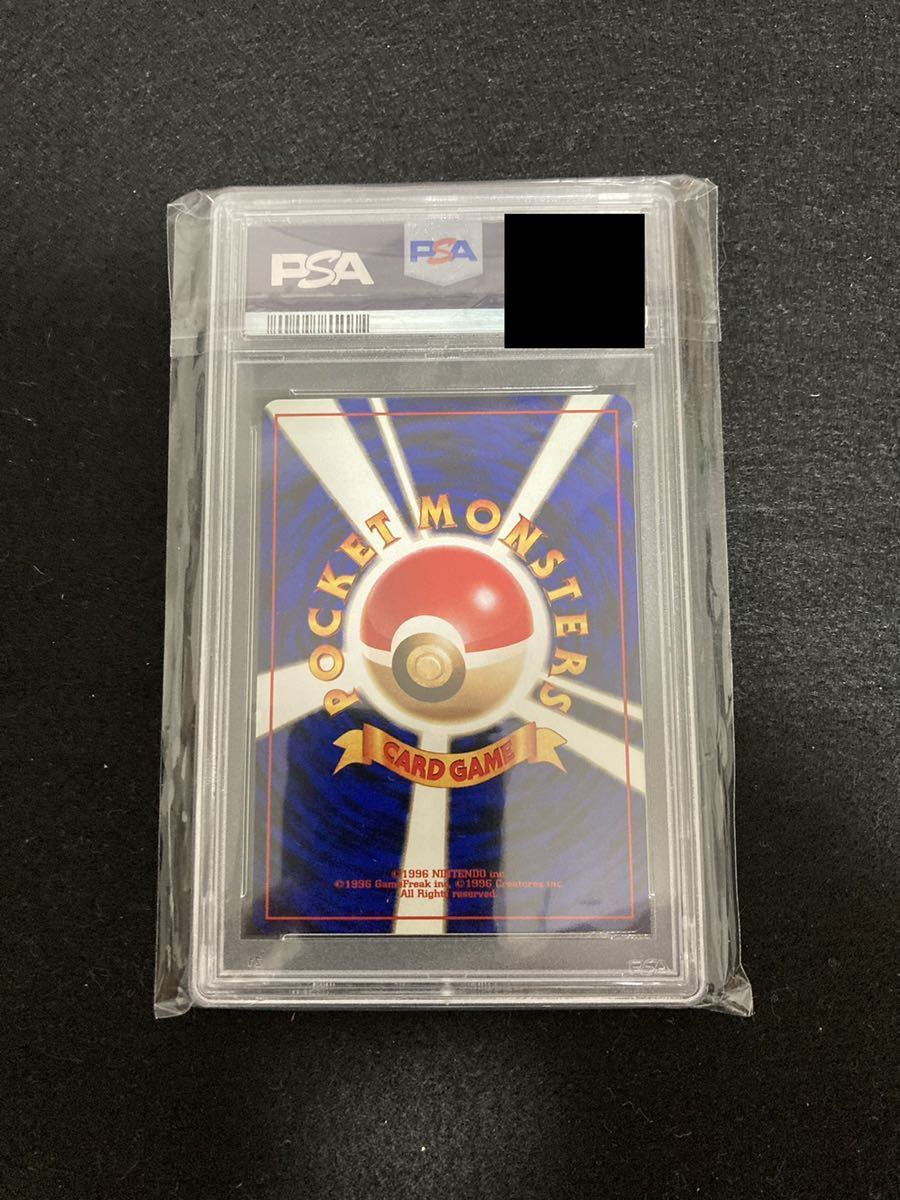 PSA
PSA
POCKET MONSTERS
CARD GAME
©1996 NINTENDO inc.
©1996 GameFreak inc. ©1996 Creatures inc.
All Rights reserved.
PSA